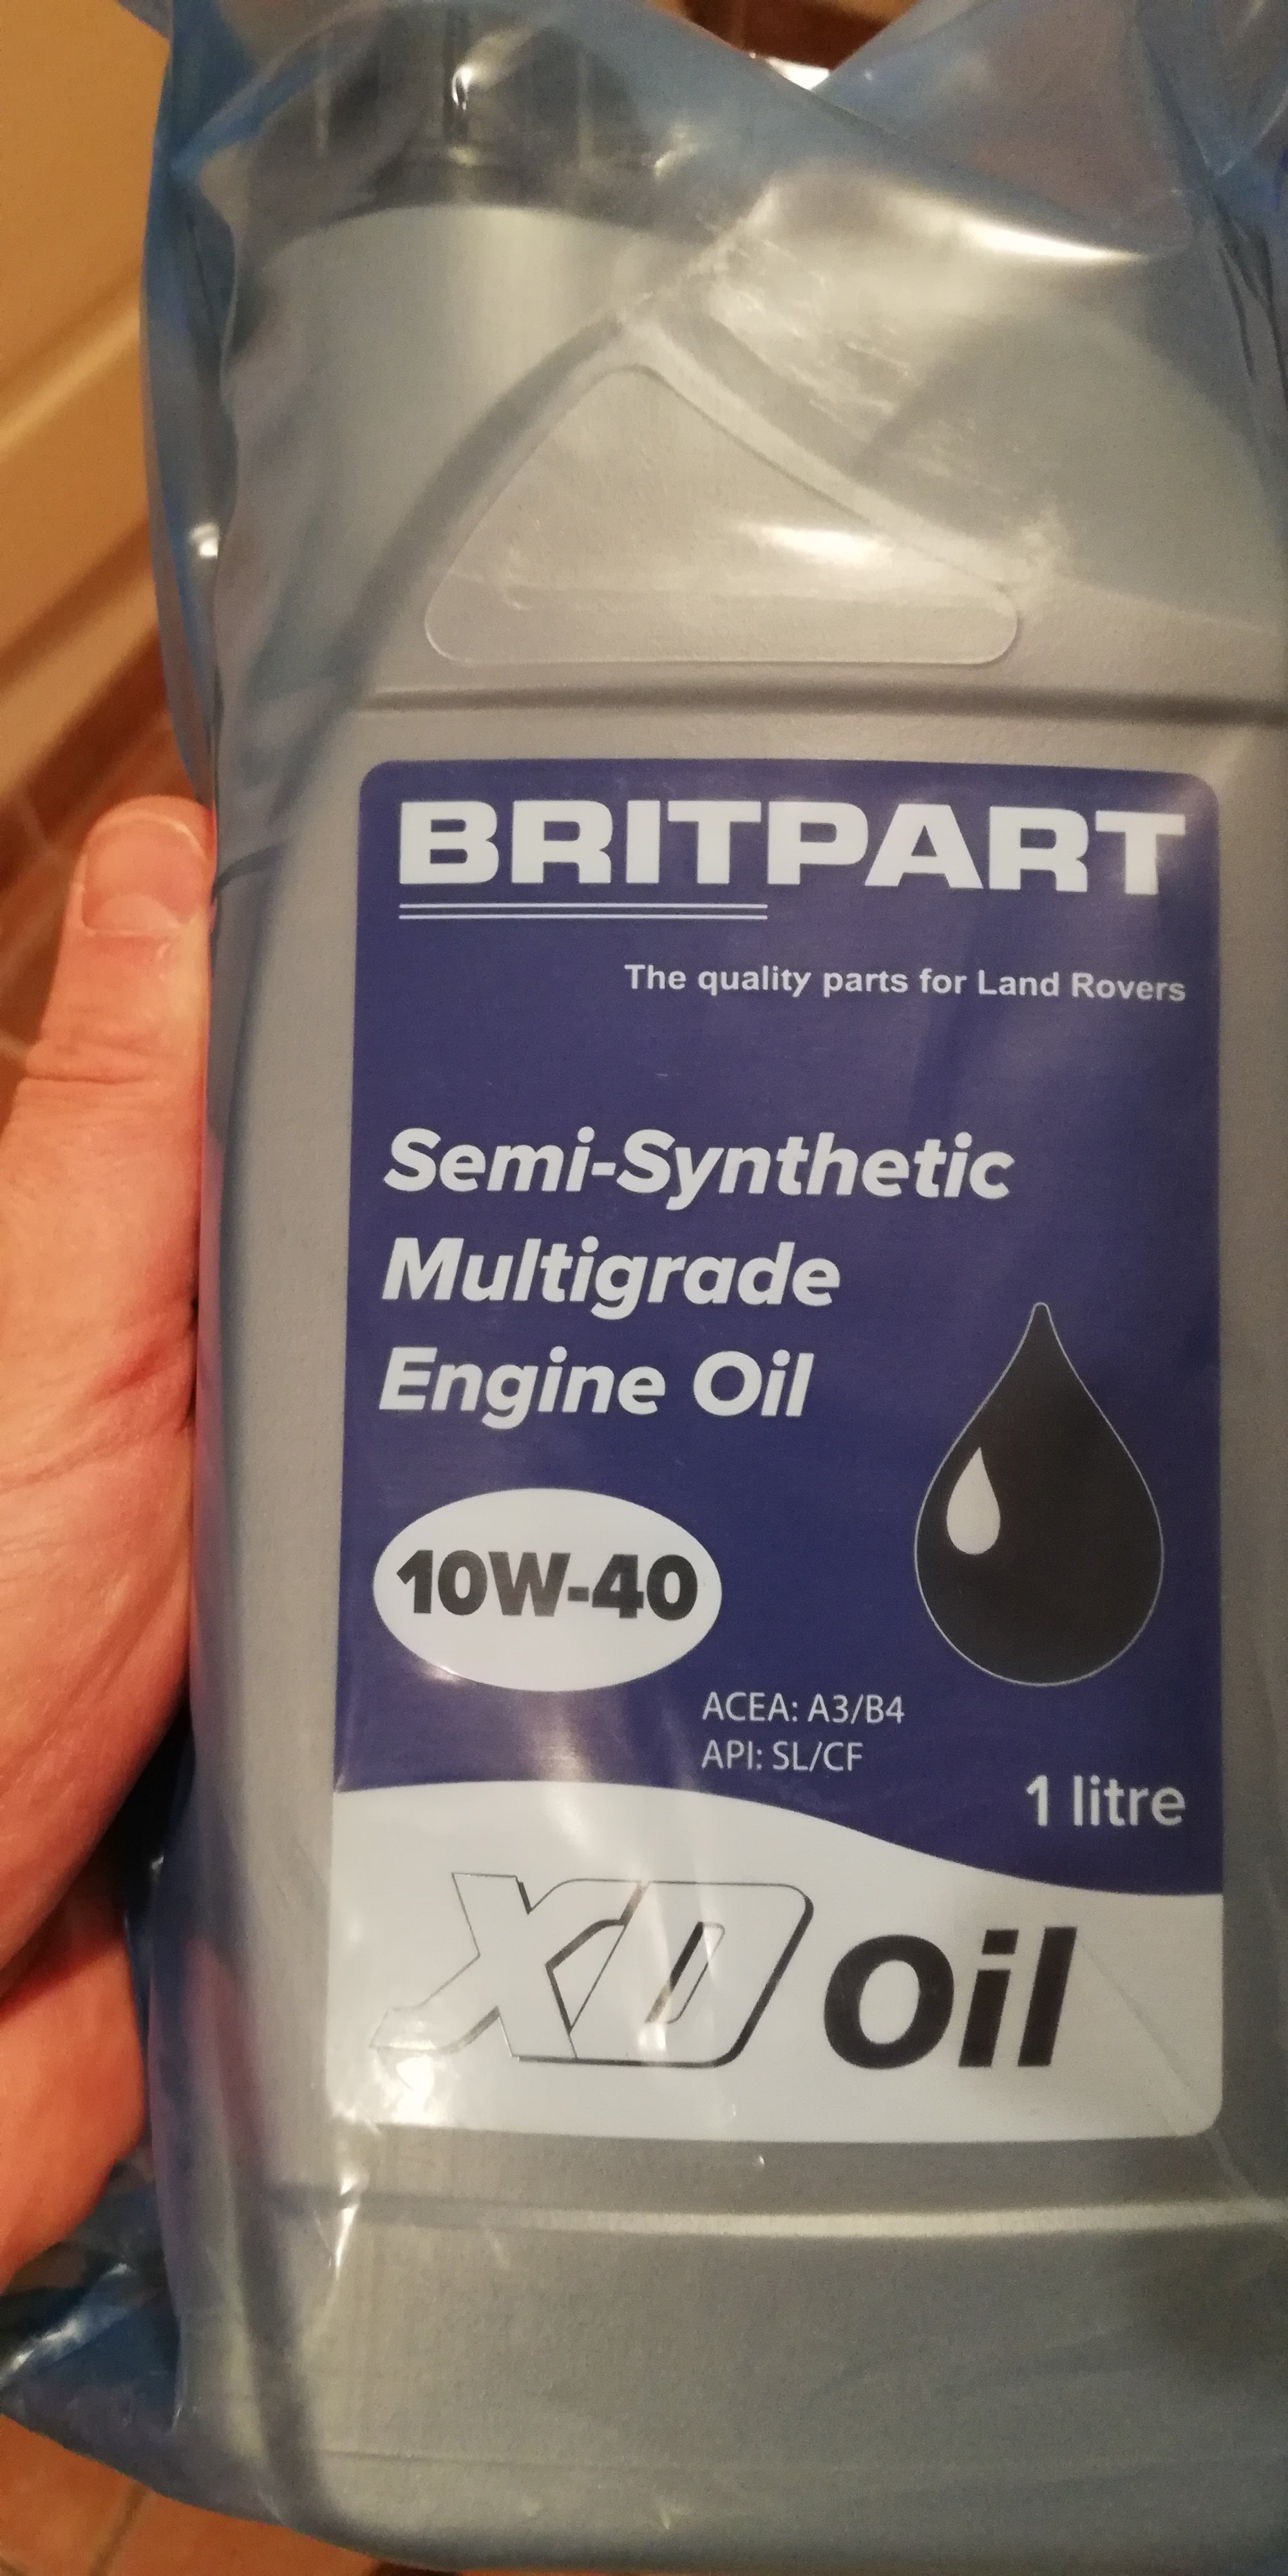 BRITPART
The quality parts for Land Rovers
Semi-Synthetic
Multigrade
Engine Oil
10W-40
ACEA: A3/B4
API: SL/CF
1 litre
XD Oil